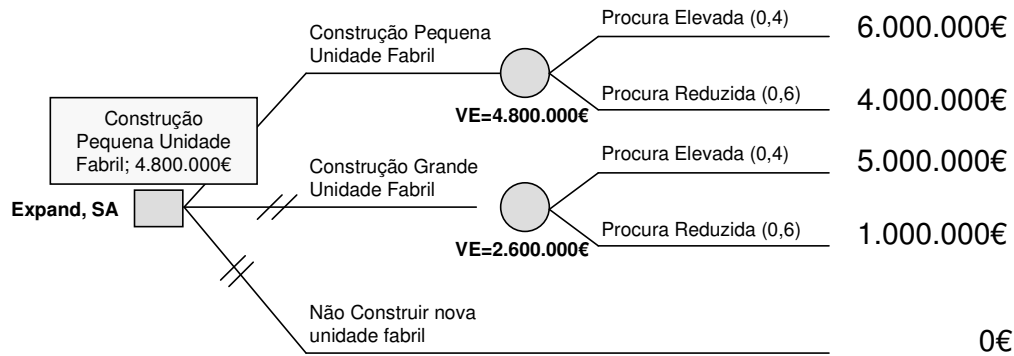 Construção Pequena
Unidade Fabril
Procura Elevada (0,4)
6.000.000€
Procura Reduzida (0,6)
4.000.000€
VE=4.800.000€
Construção
Pequena Unidade
Fabril; 4.800.000€
Expand, SA
Construção Grande
Unidade Fabril
Procura Elevada (0,4)
5.000.000€
Procura Reduzida (0,6)
1.000.000€
VE=2.600.000€
Não Construir nova
unidade fabril
0€